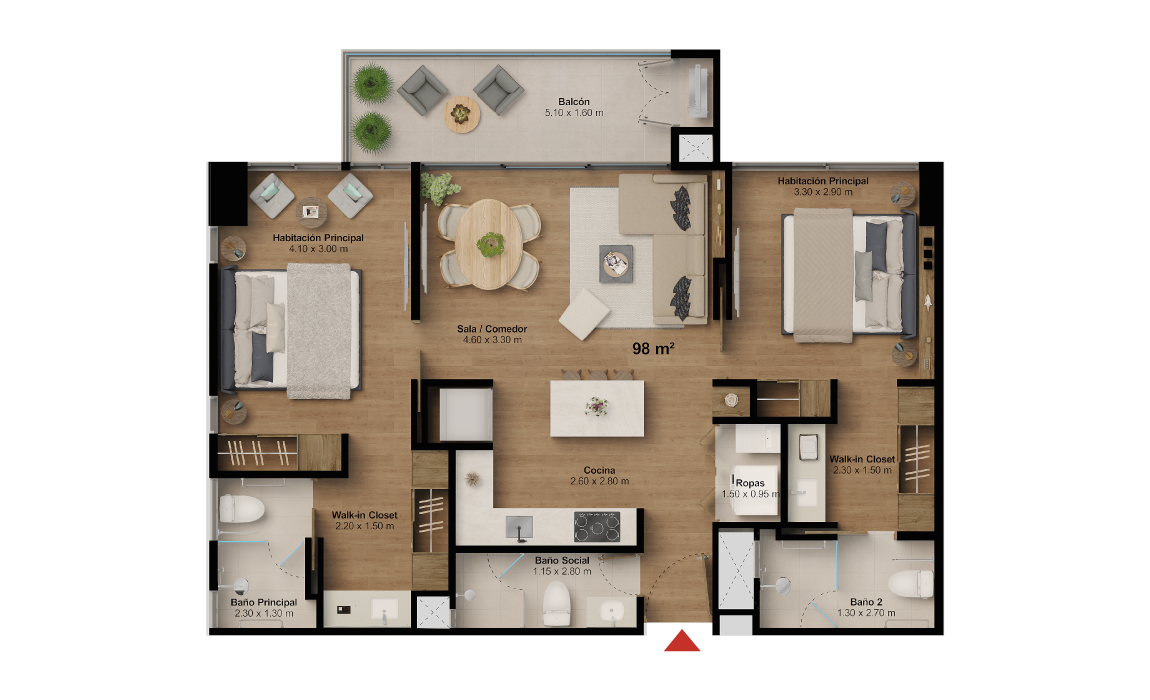 Balcón
5.10 x 1.60 m
Habitación Principal
3.30 x 2.90 m
Habitación Principal
4.10 x 3.00 m
Sala / Comedor
4.60 x 3.30 m
98 m²
Cocina
2.60 x 2.80 m
Walk-in Closet
2.30 x 1.50 m
Ropas
1.50 x 0.95 m
Walk-in Closet
2.20 x 1.50 m
Baño Social
1.15 x 2.80 m
Baño Principal
2.30 x 1.30 m
Baño 2
1.30 x 2.70 m